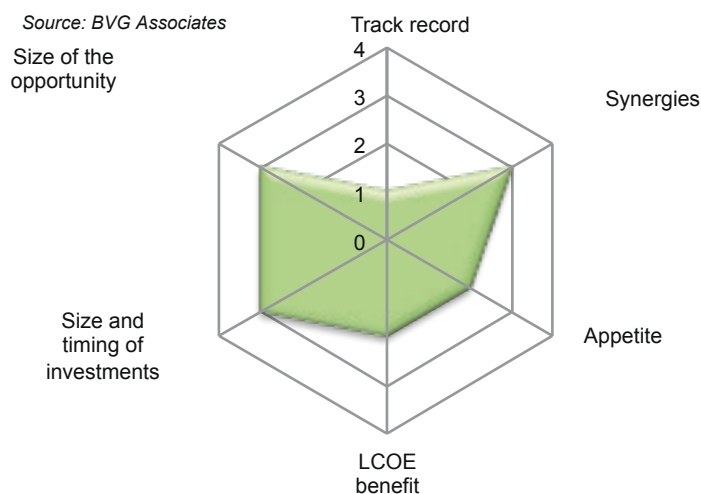 Source: BVG Associates
Track record
Size of the
opportunity
4
3
Synergies
2
1
0
Size and
timing of
investments
Appetite
LCOE
benefit